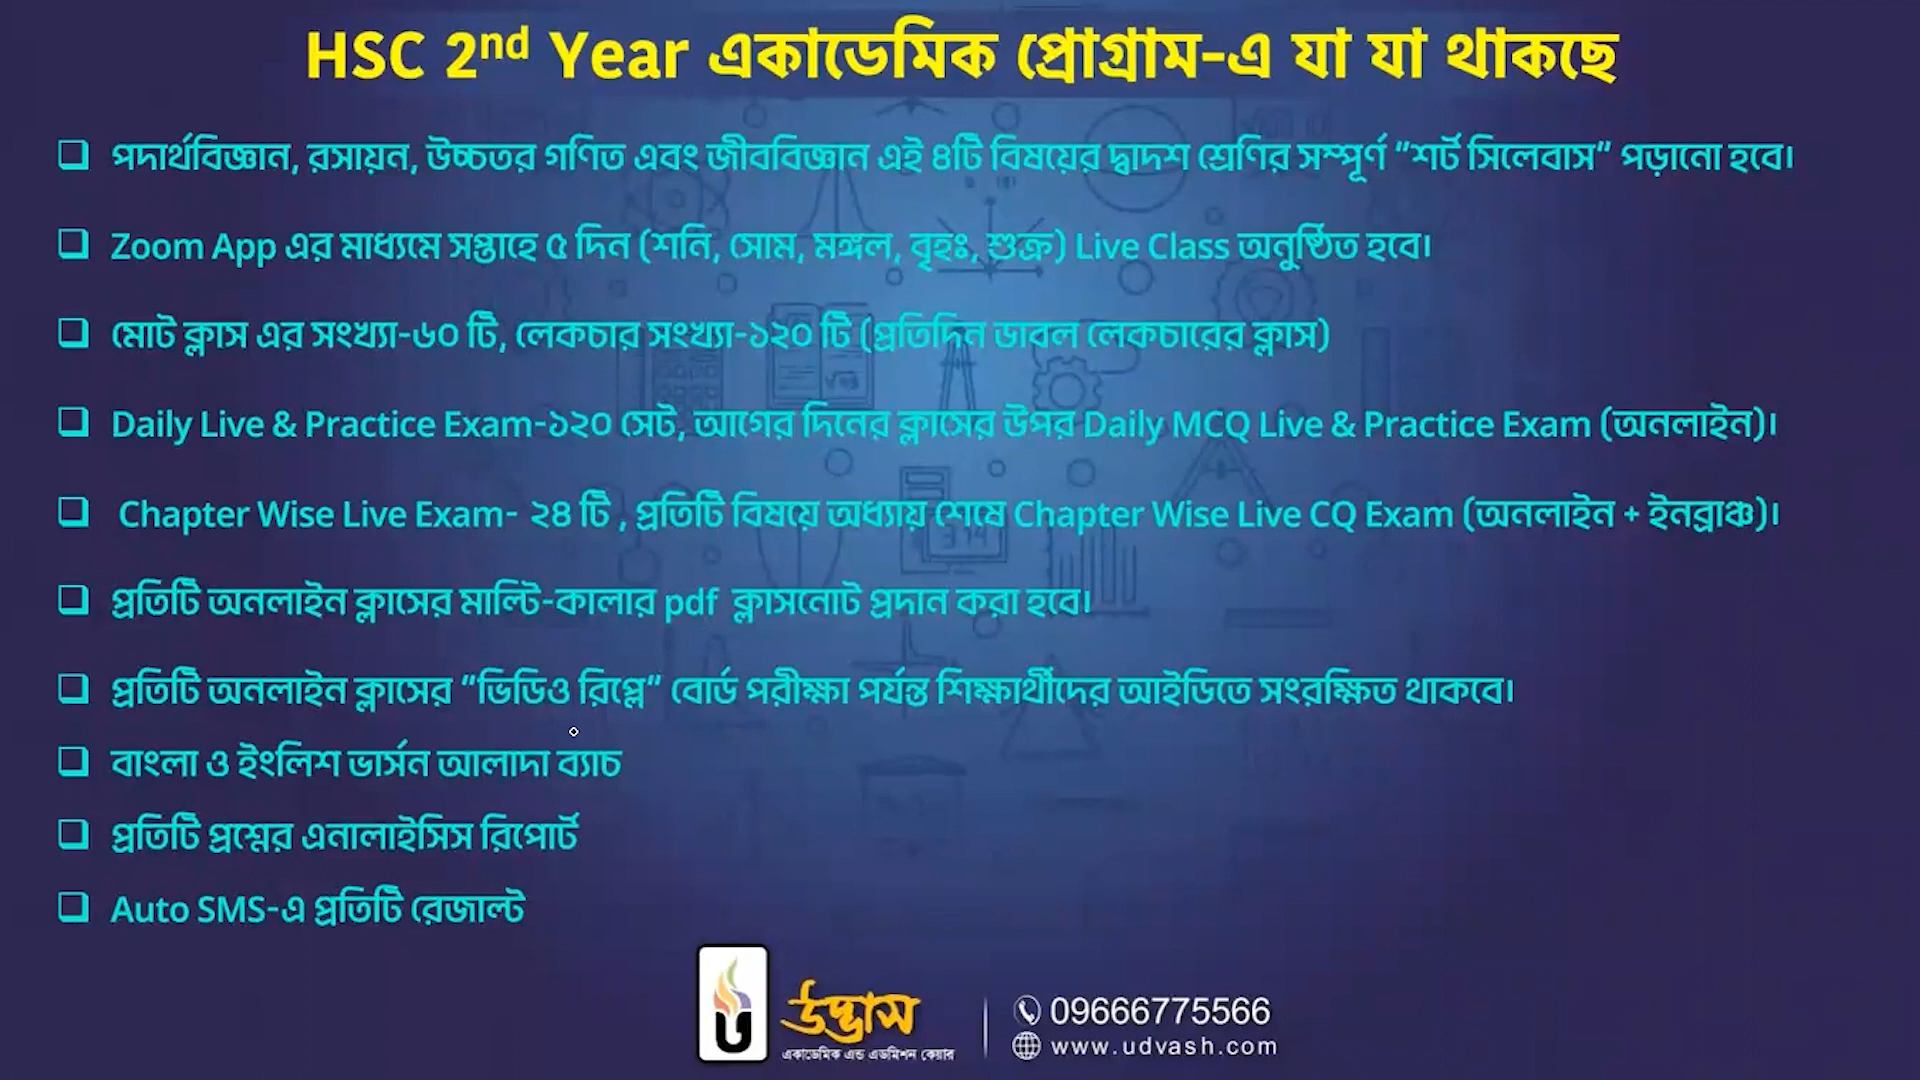 HSC 2nd Year একাডেমিক প্রোগ্রাম-এ যা যা থাকছে
পদার্থবিজ্ঞান, রসায়ন, উচ্চতর গণিত এবং জীববিজ্ঞান এই ৪টি বিষয়ের দ্বাদশ শ্রেণির সম্পূর্ণ "শর্ট সিলেবাস" পড়ানো হবে।
Zoom App এর মাধ্যমে সপ্তাহে ৫ দিন (শনি, সোম, মঙ্গল, বৃহঃ, শুক্র) Live Class অনুষ্ঠিত হবে।
মোট ক্লাস এর সংখ্যা-৬০ টি, লেকচার সংখ্যা-১২০ টি (প্রতিদিন ডাবল লেকচারের ক্লাস)
Daily Live & Practice Exam-১২০ সেট, আগের দিনের ক্লাসের উপর Daily MCQ Live & Practice Exam (অনলাইন)।
Chapter Wise Live Exam- ২৪ টি , প্রতিটি বিষয়ে অধ্যায় শেষে Chapter Wise Live CQ Exam (অনলাইন + ইনব্রাঞ্চ)।
প্রতিটি অনলাইন ক্লাসের মাল্টি-কালার pdf ক্লাসনোট প্রদান করা হবে।
প্রতিটি অনলাইন ক্লাসের "ভিডিও রিপ্লে" বোর্ড পরীক্ষা পর্যন্ত শিক্ষার্থীদের আইডিতে সংরক্ষিত থাকবে।
বাংলা ও ইংলিশ ভার্সন আলাদা ব্যাচ
প্রতিটি প্রশ্নের এনালাইসিস রিপোর্ট
Auto SMS-এ প্রতিটি রেজাল্ট
উদ্ভাস
একাডেমিক এন্ড এডমিশন কেয়ার
09666775566
www.udvash.com